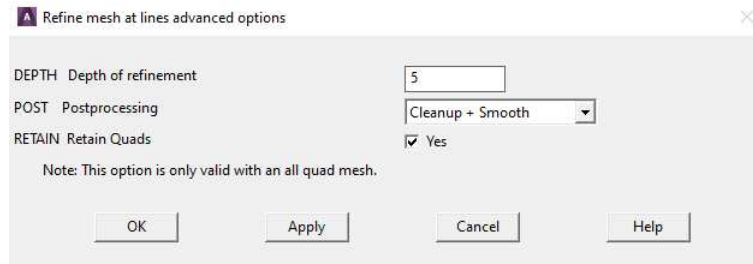 Refine mesh at lines advanced options
DEPTH Depth of refinement 5
POST Postprocessing Cleanup + Smooth
RETAIN Retain Quads Yes
Note: This option is only valid with an all quad mesh.
OK Apply Cancel Help